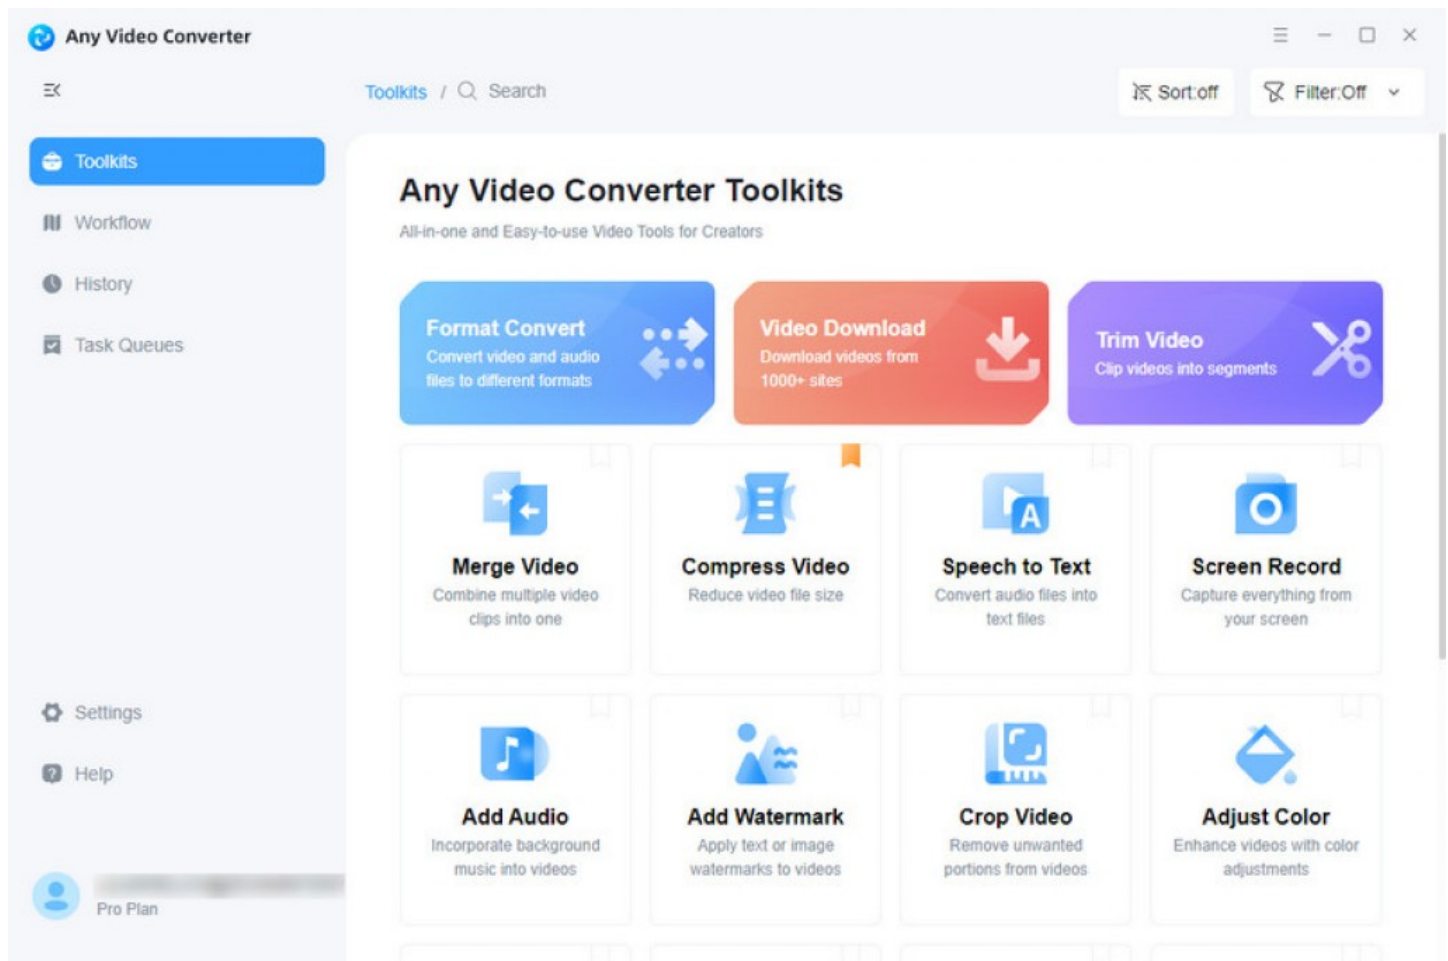 Any Video Converter
Toolkits / Search
Sort:off
Filter:Off
Toolkits
Workflow
History
Task Queues
Settings
Help
Pro Plan
Any Video Converter Toolkits
All-in-one and Easy-to-use Video Tools for Creators
Format Convert
Convert video and audio
files to different formats
Video Download
Download videos from
1000+ sites
Trim Video
Clip videos into segments
Merge Video
Combine multiple video
clips into one
Compress Video
Reduce video file size
A
Speech to Text
Convert audio files into
text files
Screen Record
Capture everything from
your screen
Add Audio
Incorporate background
music into videos
Add Watermark
Apply text or image
watermarks to videos
Crop Video
Remove unwanted
portions from videos
Adjust Color
Enhance videos with color
adjustments